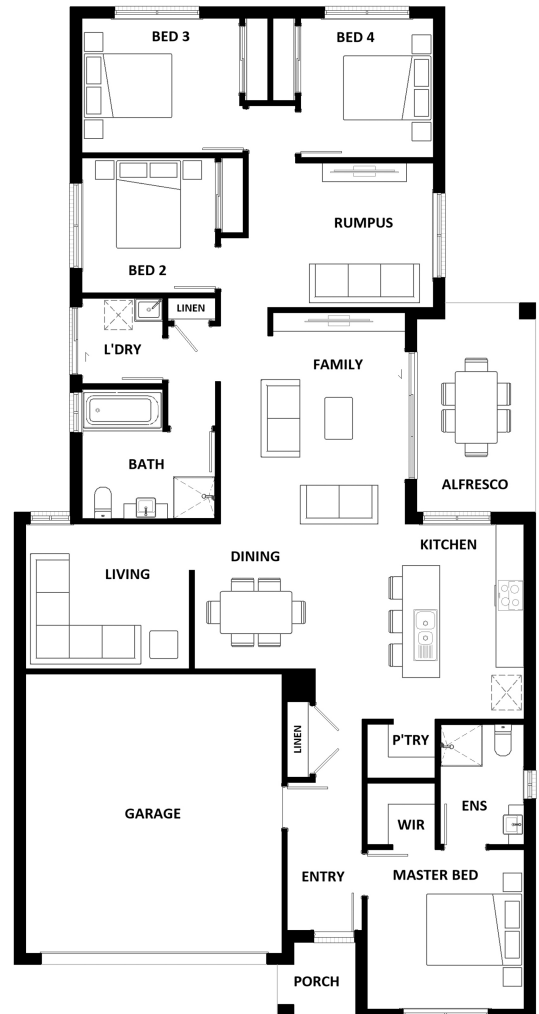 BED 3
BED 4
RUMPUS
BED 2
LINEN
L'DRY
FAMILY
BATH
ALFRESCO
KITCHEN
DINING
LIVING
LINEN
P'TRY
GARAGE
ENS
WIR
ENTRY
MASTER BED
PORCH